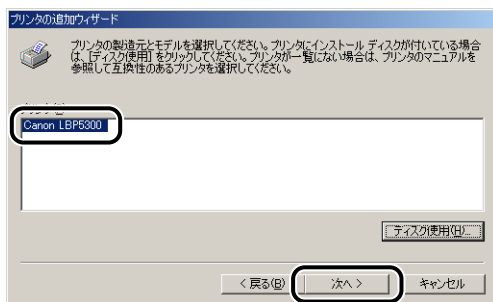 プリンタの追加ウィザード
プリンタの製造元とモデルを選択してください。プリンタにインストール ディスクが付いている場合
は、[ディスク使用] をクリックしてください。プリンタが一覧にない場合は、プリンタのマニュアルを
参照して互換性のあるプリンタを選択してください。
Canon LBP5300
ディスク使用(H)...
< 戻る(B)
次へ >
キャンセル